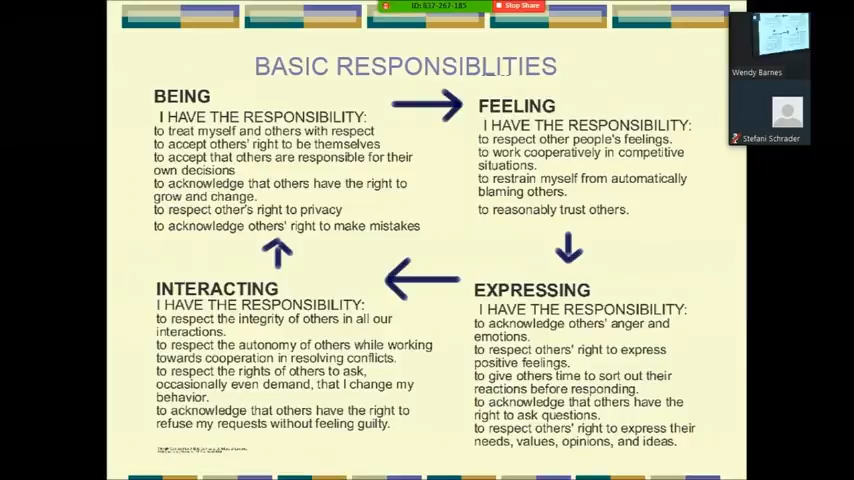 ID: 837-267-185
Stop Share
Wendy Barnes
Stefani Schrader
BASIC RESPONSIBLITIES
BEING
I HAVE THE RESPONSIBILITY:
to treat myself and others with respect
to accept others' right to be themselves
to accept that others are responsible for their
own decisions
to acknowledge that others have the right to
grow and change.
to respect other's right to privacy
to acknowledge others' right to make mistakes
FEELING
I HAVE THE RESPONSIBILITY:
to respect other people's feelings.
to work cooperatively in competitive
situations.
to restrain myself from automatically
blaming others.
to reasonably trust others.
INTERACTING
I HAVE THE RESPONSIBILITY:
to respect the integrity of others in all our
interactions.
to respect the autonomy of others while working
towards cooperation in resolving conflicts.
to respect the rights of others to ask,
occasionally even demand, that I change my
behavior.
to acknowledge that others have the right to
refuse my requests without feeling guilty.
EXPRESSING
I HAVE THE RESPONSIBILITY:
to acknowledge others' anger and
emotions.
to respect others' right to express
positive feelings.
to give others time to sort out their
reactions before responding.
to acknowledge that others have the
right to ask questions.
to respect others' right to express their
needs, values, opinions, and ideas.